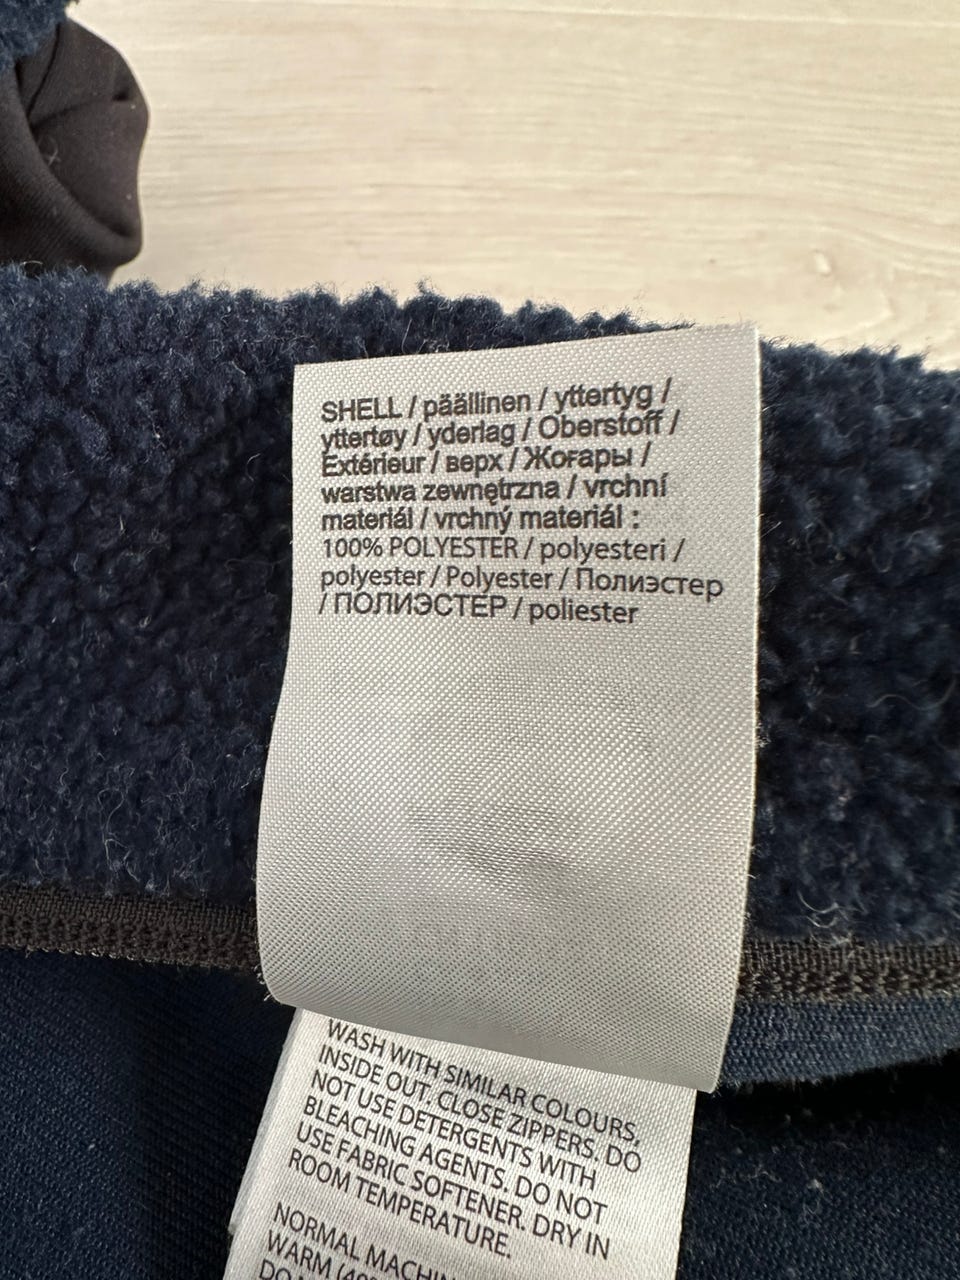 SHELL / päällinen / yttertyg /
yttertøy / yderlag / Oberstoff /
Extérieur / верх / Жоғары /
warstwa zewnętrzna / vrchní
materiál / vrchný materiál :
100% POLYESTER / polyesteri /
polyester / Polyester / Полиэстер
/ ПОЛИЭСТЕР / poliester
WASH WITH SIMILAR COLOURS,
INSIDE OUT. CLOSE ZIPPERS. DO
NOT USE DETERGENTS WITH
BLEACHING AGENTS. DO NOT
USE FABRIC SOFTENER. DRY IN
ROOM TEMPERATURE.
NORMAL
WARM